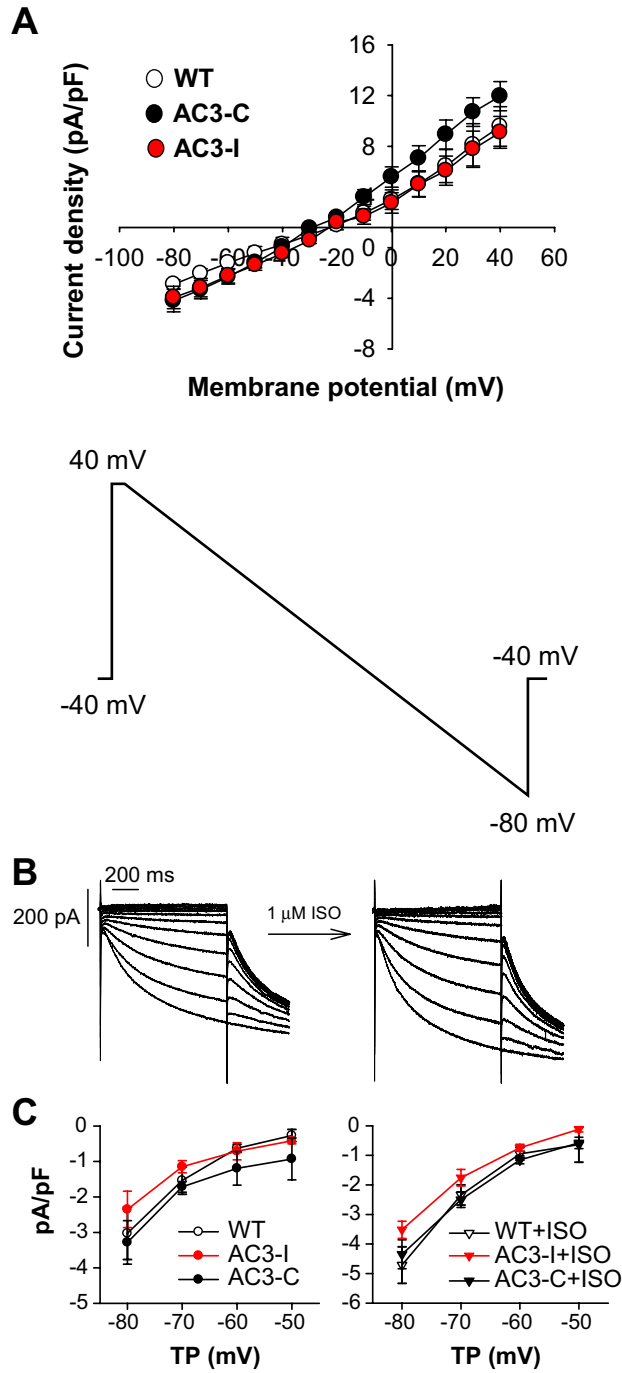 A
WT
AC3-C
AC3-I
Current density (pA/pF)
16
12
8
4
0
-4
-8
-100 -80 -60 -40 -20 0 20 40 60
Membrane potential (mV)
40 mV
-40 mV
-40 mV
-80 mV
B
200 ms
200 pA
1 μM ISO
C
pA/pF
0
-1
-2
-3
-4
-5
WT
AC3-I
AC3-C
-80 -70 -60 -50
TP (mV)
0
-1
-2
-3
-4
-5
-6
WT+ISO
AC3-I+ISO
AC3-C+ISO
-80 -70 -60 -50
TP (mV)